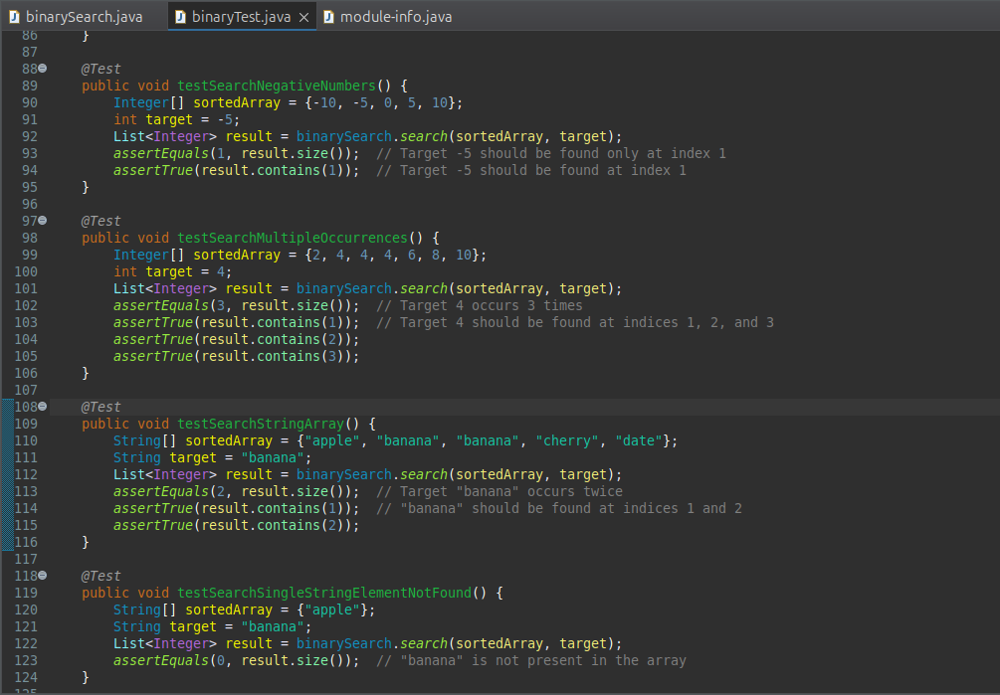 binarySearch.java binaryTest.java module-info.java
86 }
87
88 @Test
89 public void testSearchNegativeNumbers() {
90 Integer[] sortedArray = {-10, -5, 0, 5, 10};
91 int target = -5;
92 List<Integer> result = binarySearch.search(sortedArray, target);
93 assertEquals(1, result.size()); // Target -5 should be found only at index 1
94 assertTrue(result.contains(1)); // Target -5 should be found at index 1
95 }
96
97 @Test
98 public void testSearchMultipleOccurrences() {
99 Integer[] sortedArray = {2, 4, 4, 4, 6, 8, 10};
100 int target = 4;
101 List<Integer> result = binarySearch.search(sortedArray, target);
102 assertEquals(3, result.size()); // Target 4 occurs 3 times
103 assertTrue(result.contains(1)); // Target 4 should be found at indices 1, 2, and 3
104 assertTrue(result.contains(2));
105 assertTrue(result.contains(3));
106 }
107
108 @Test
109 public void testSearchStringArray() {
110 String[] sortedArray = {"apple", "banana", "banana", "cherry", "date"};
111 String target = "banana";
112 List<Integer> result = binarySearch.search(sortedArray, target);
113 assertEquals(2, result.size()); // Target "banana" occurs twice
114 assertTrue(result.contains(1)); // "banana" should be found at indices 1 and 2
115 assertTrue(result.contains(2));
116 }
117
118 @Test
119 public void testSearchSingleStringElementNotFound() {
120 String[] sortedArray = {"apple"};
121 String target = "banana";
122 List<Integer> result = binarySearch.search(sortedArray, target);
123 assertEquals(0, result.size()); // "banana" is not present in the array
124 }
125